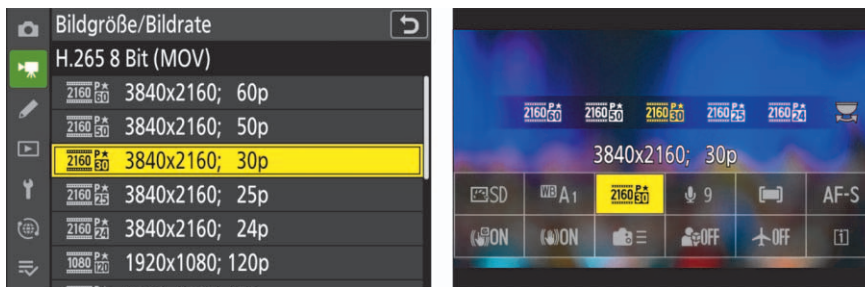 Bildgröße/Bildrate
H.265 8 Bit (MOV)
2160 P★ 60 3840x2160; 60p
2160 P★ 50 3840x2160; 50p
2160 P★ 30 3840x2160; 30p
2160 P★ 25 3840x2160; 25p
2160 P★ 24 3840x2160; 24p
1080 P★ 120 1920x1080; 120p
2160 P★ 60 2160 P★ 50 2160 P★ 30 2160 P★ 25 2160 P★ 24
3840x2160; 30p
SD WB A1 2160 P★ 30 9 AF-S
ON ON OFF OFF i